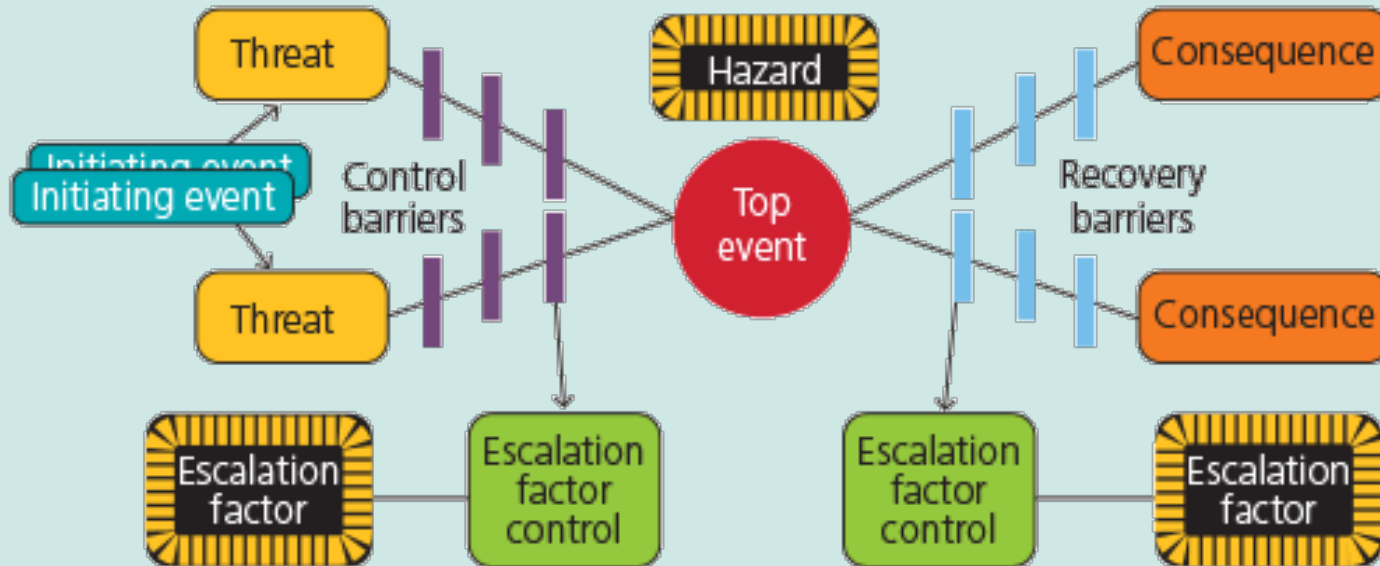 Threat
Hazard
Consequence
Initiating event
Initiating event
Control
barriers
Top
event
Recovery
barriers
Threat
Consequence
Escalation
factor
Escalation
factor
control
Escalation
factor
control
Escalation
factor